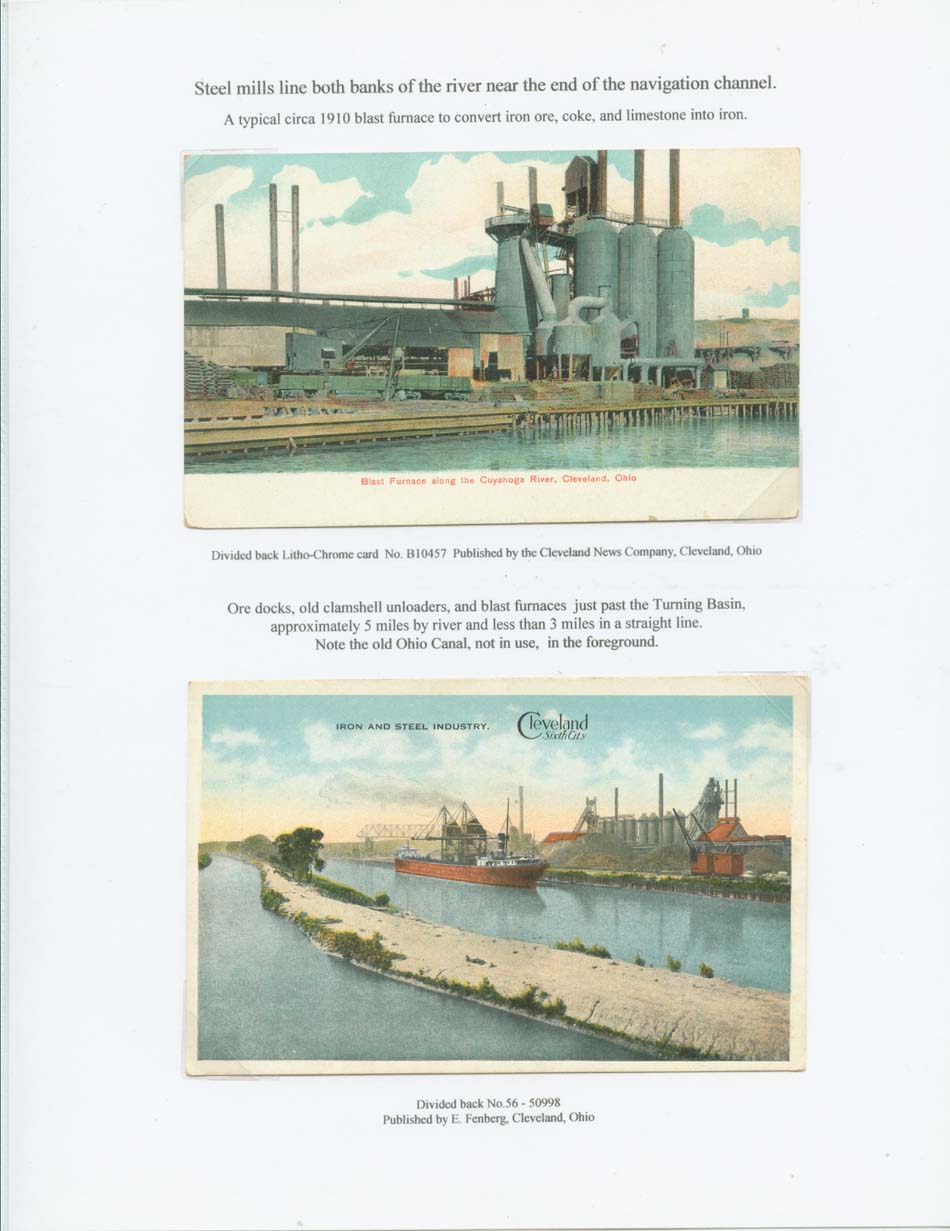 Steel mills line both banks of the river near the end of the navigation channel.
A typical circa 1910 blast furnace to convert iron ore, coke, and limestone into iron.
Blast Furnace along the Cuyahoga River, Cleveland, Ohio
Divided back Litho-Chrome card No. B10457 Published by the Cleveland News Company, Cleveland, Ohio
Ore docks, old clamshell unloaders, and blast furnaces just past the Turning Basin,
approximately 5 miles by river and less than 3 miles in a straight line.
Note the old Ohio Canal, not in use, in the foreground.
IRON AND STEEL INDUSTRY.
Cleveland
Sixth City
Divided back No.56 - 50998
Published by E. Fenberg, Cleveland, Ohio